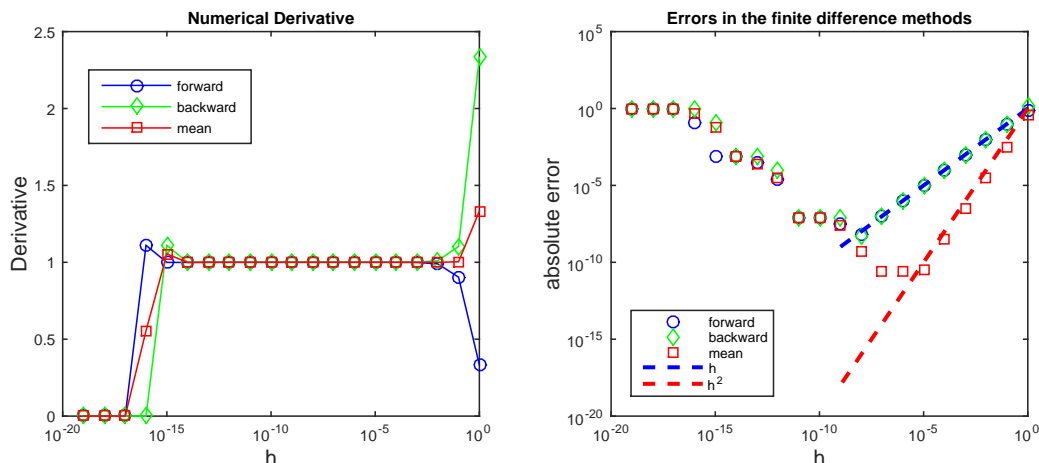 Numerical Derivative
2.5
2
1.5
1
0.5
0
Derivative
forward
backward
mean
10^-20
10^-15
10^-10
10^-5
10^0
h
Errors in the finite difference methods
10^5
10^0
10^-5
10^-10
10^-15
10^-20
absolute error
forward
backward
mean
h
h^2
10^-20
10^-15
10^-10
10^-5
10^0
h